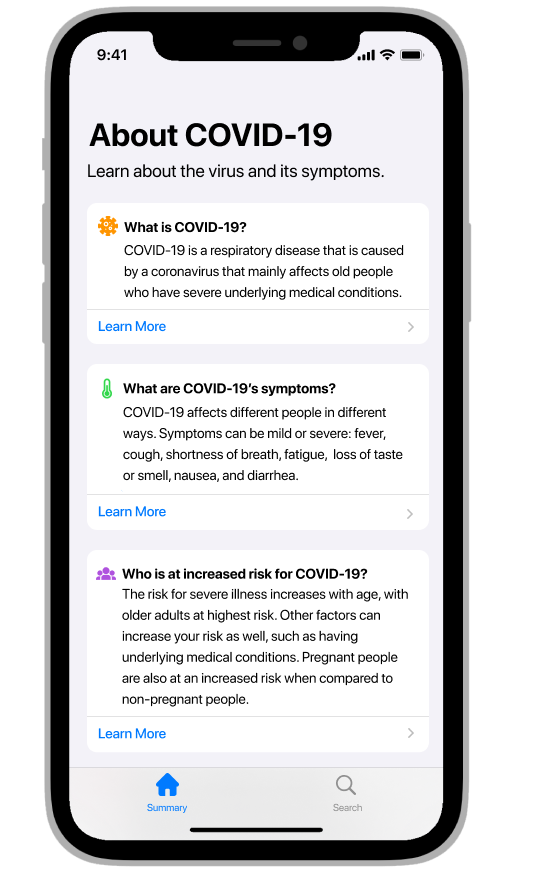 9:41
About COVID-19
Learn about the virus and its symptoms.
What is COVID-19?
COVID-19 is a respiratory disease that is caused
by a coronavirus that mainly affects old people
who have severe underlying medical conditions.
Learn More
What are COVID-19’s symptoms?
COVID-19 affects different people in different
ways. Symptoms can be mild or severe: fever,
cough, shortness of breath, fatigue,  loss of taste
or smell, nausea, and diarrhea.
Learn More
Who is at increased risk for COVID-19?
The risk for severe illness increases with age, with
older adults at highest risk. Other factors can
increase your risk as well, such as having
underlying medical conditions. Pregnant people
are also at an increased risk when compared to
non-pregnant people.
Learn More
Summary
Search